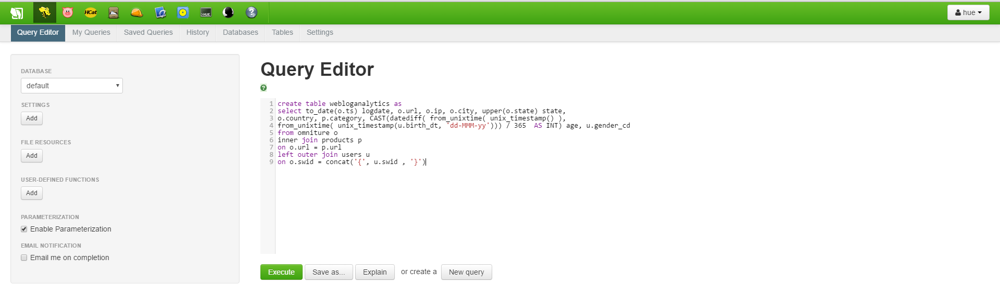 HCat
>HUE
?
hue
Query Editor My Queries Saved Queries History Databases Tables Settings
DATABASE
default
SETTINGS
Add
FILE RESOURCES
Add
USER-DEFINED FUNCTIONS
Add
PARAMETERIZATION
Enable Parameterization
EMAIL NOTIFICATION
Email me on completion
Query Editor
?
1 create table webloganalytics as
2 select to_date(o.ts) logdate, o.url, o.ip, o.city, upper(o.state) state,
3 o.country, p.category, CAST(datediff( from_unixtime( unix_timestamp() ),
4 from_unixtime( unix_timestamp(u.birth_dt, 'dd-MMM-yy'))) / 365  AS INT) age, u.gender_cd
5 from omniture o
6 inner join products p
7 on o.url = p.url
8 left outer join users u
9 on o.swid = concat('{', u.swid , '}')
Execute Save as... Explain or create a New query